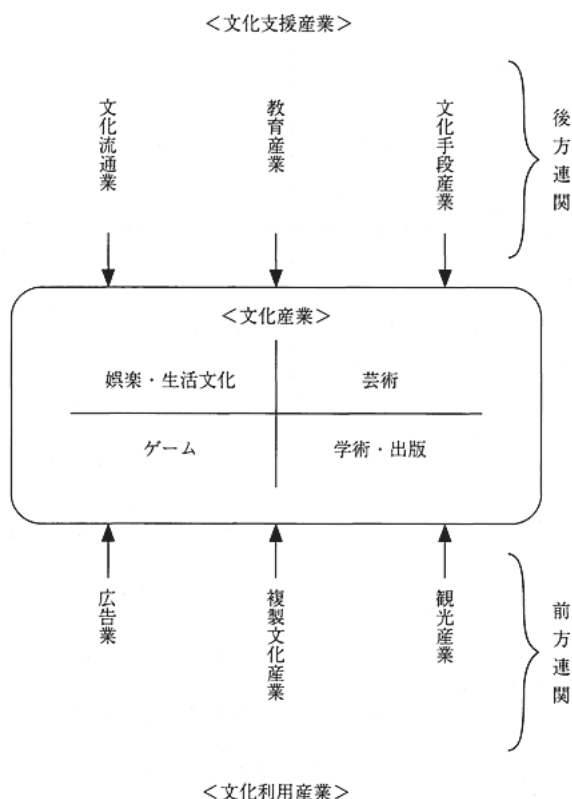 ＜文化支援産業＞
文化流通業
教育産業
文化手段産業
後方連関
＜文化産業＞
娯楽・生活文化
芸術
ゲーム
学術・出版
広告業
複製文化産業
観光産業
前方連関
＜文化利用産業＞